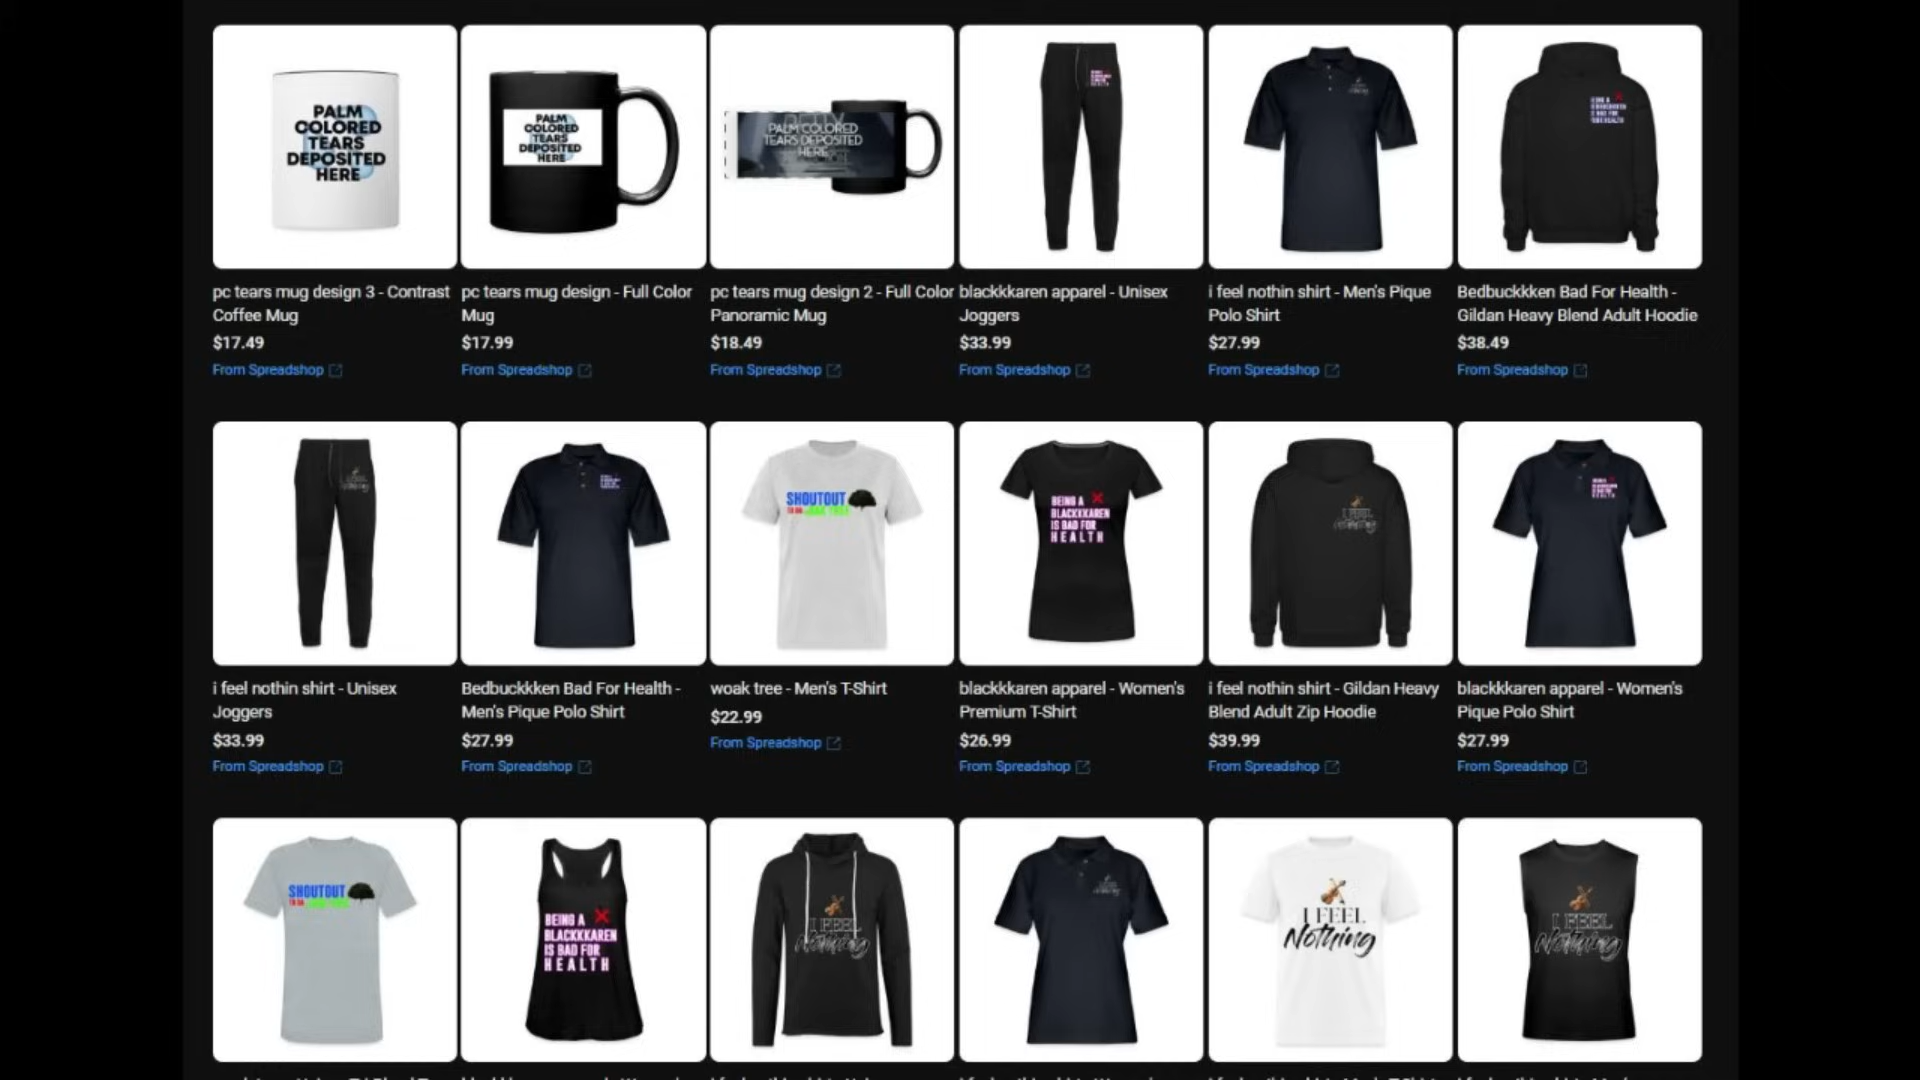 PALM
COLORED
TEARS
DEPOSITED
HERE
PALM
COLORED
TEARS
DEPOSITED
HERE
PALM COLORED
TEARS DEPOSITED
HERE
pc tears mug design 3 - Contrast
Coffee Mug
$17.49
From Spreadshop
pc tears mug design - Full Color
Mug
$17.99
From Spreadshop
pc tears mug design 2 - Full Color
Panoramic Mug
$18.49
From Spreadshop
blackkkaren apparel - Unisex
Joggers
$33.99
From Spreadshop
i feel nothin shirt - Men's Pique
Polo Shirt
$27.99
From Spreadshop
Bedbuckkken Bad For Health -
Gildan Heavy Blend Adult Hoodie
$38.49
From Spreadshop
SHOUTOUT
BEING A
BLACKKKAREN
IS BAD FOR
HEALTH
I FEEL
Nothing
i feel nothin shirt - Unisex
Joggers
$33.99
From Spreadshop
Bedbuckkken Bad For Health -
Men's Pique Polo Shirt
$27.99
From Spreadshop
woak tree - Men's T-Shirt
$22.99
From Spreadshop
blackkkaren apparel - Women's
Premium T-Shirt
$26.99
From Spreadshop
i feel nothin shirt - Gildan Heavy
Blend Adult Zip Hoodie
$39.99
From Spreadshop
blackkkaren apparel - Women's
Pique Polo Shirt
$27.99
From Spreadshop
SHOUTOUT
BEING A
BLACKKKAREN
IS BAD FOR
HEALTH
I FEEL
Nothing
I FEEL
Nothing
I FEEL
Nothing